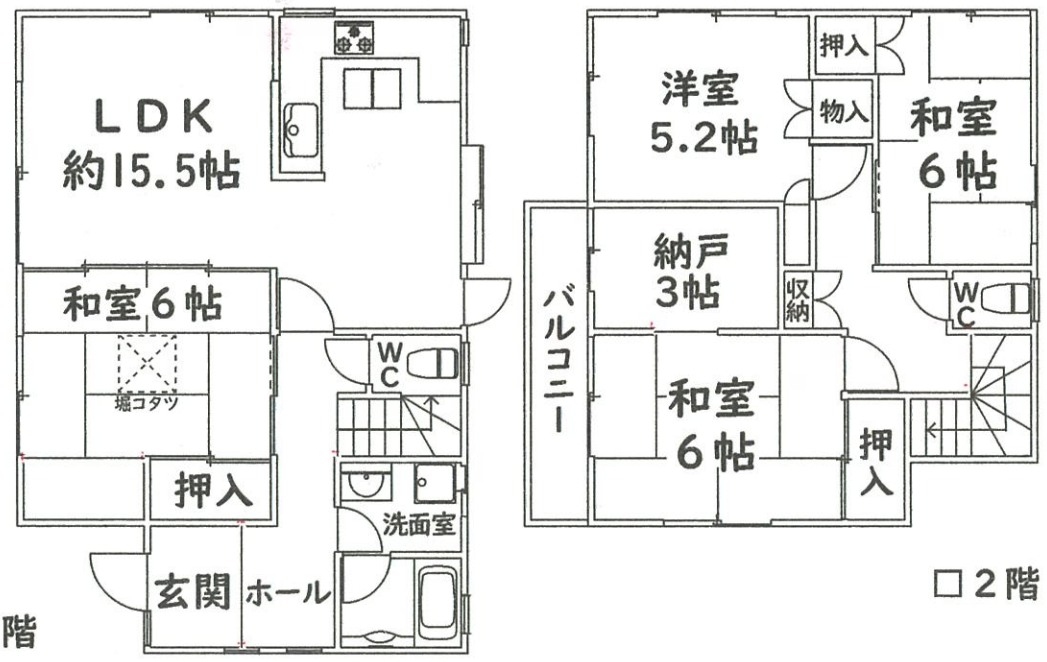 LDK
約15.5帖
和室6帖
堀コタツ
押入
WC
洗面室
玄関
ホール
階
洋室
5.2帖
押入
物入
和室
6帖
納戸
3帖
収納
WC
バルコニー
和室
6帖
押入
□2階